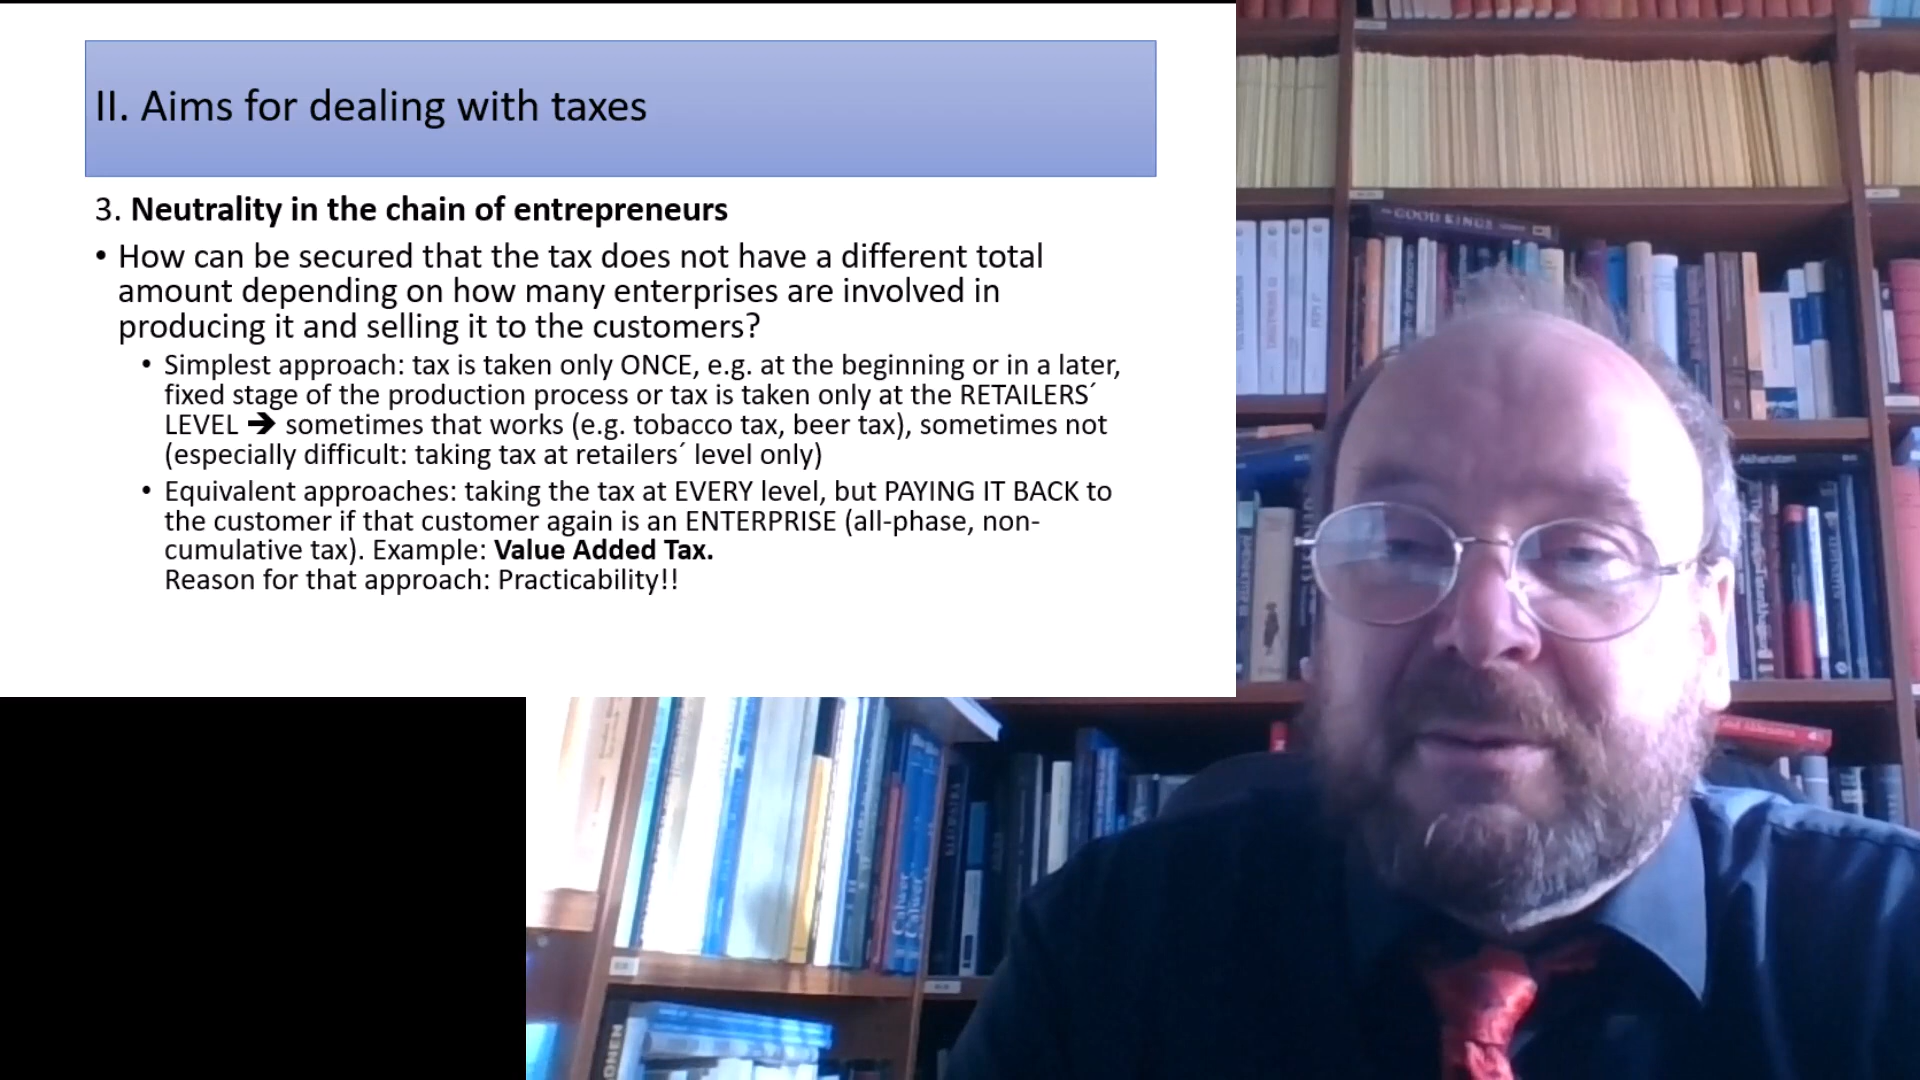 II. Aims for dealing with taxes
3. Neutrality in the chain of entrepreneurs
• How can be secured that the tax does not have a different total
amount depending on how many enterprises are involved in
producing it and selling it to the customers?
• Simplest approach: tax is taken only ONCE, e.g. at the beginning or in a later,
fixed stage of the production process or tax is taken only at the RETAILERS´
LEVEL ➔ sometimes that works (e.g. tobacco tax, beer tax), sometimes not
(especially difficult: taking tax at retailers´ level only)
• Equivalent approaches: taking the tax at EVERY level, but PAYING IT BACK to
the customer if that customer again is an ENTERPRISE (all-phase, non-
cumulative tax). Example: Value Added Tax.
Reason for that approach: Practicability!!
GOOD KINGS
Calwer
Calwer